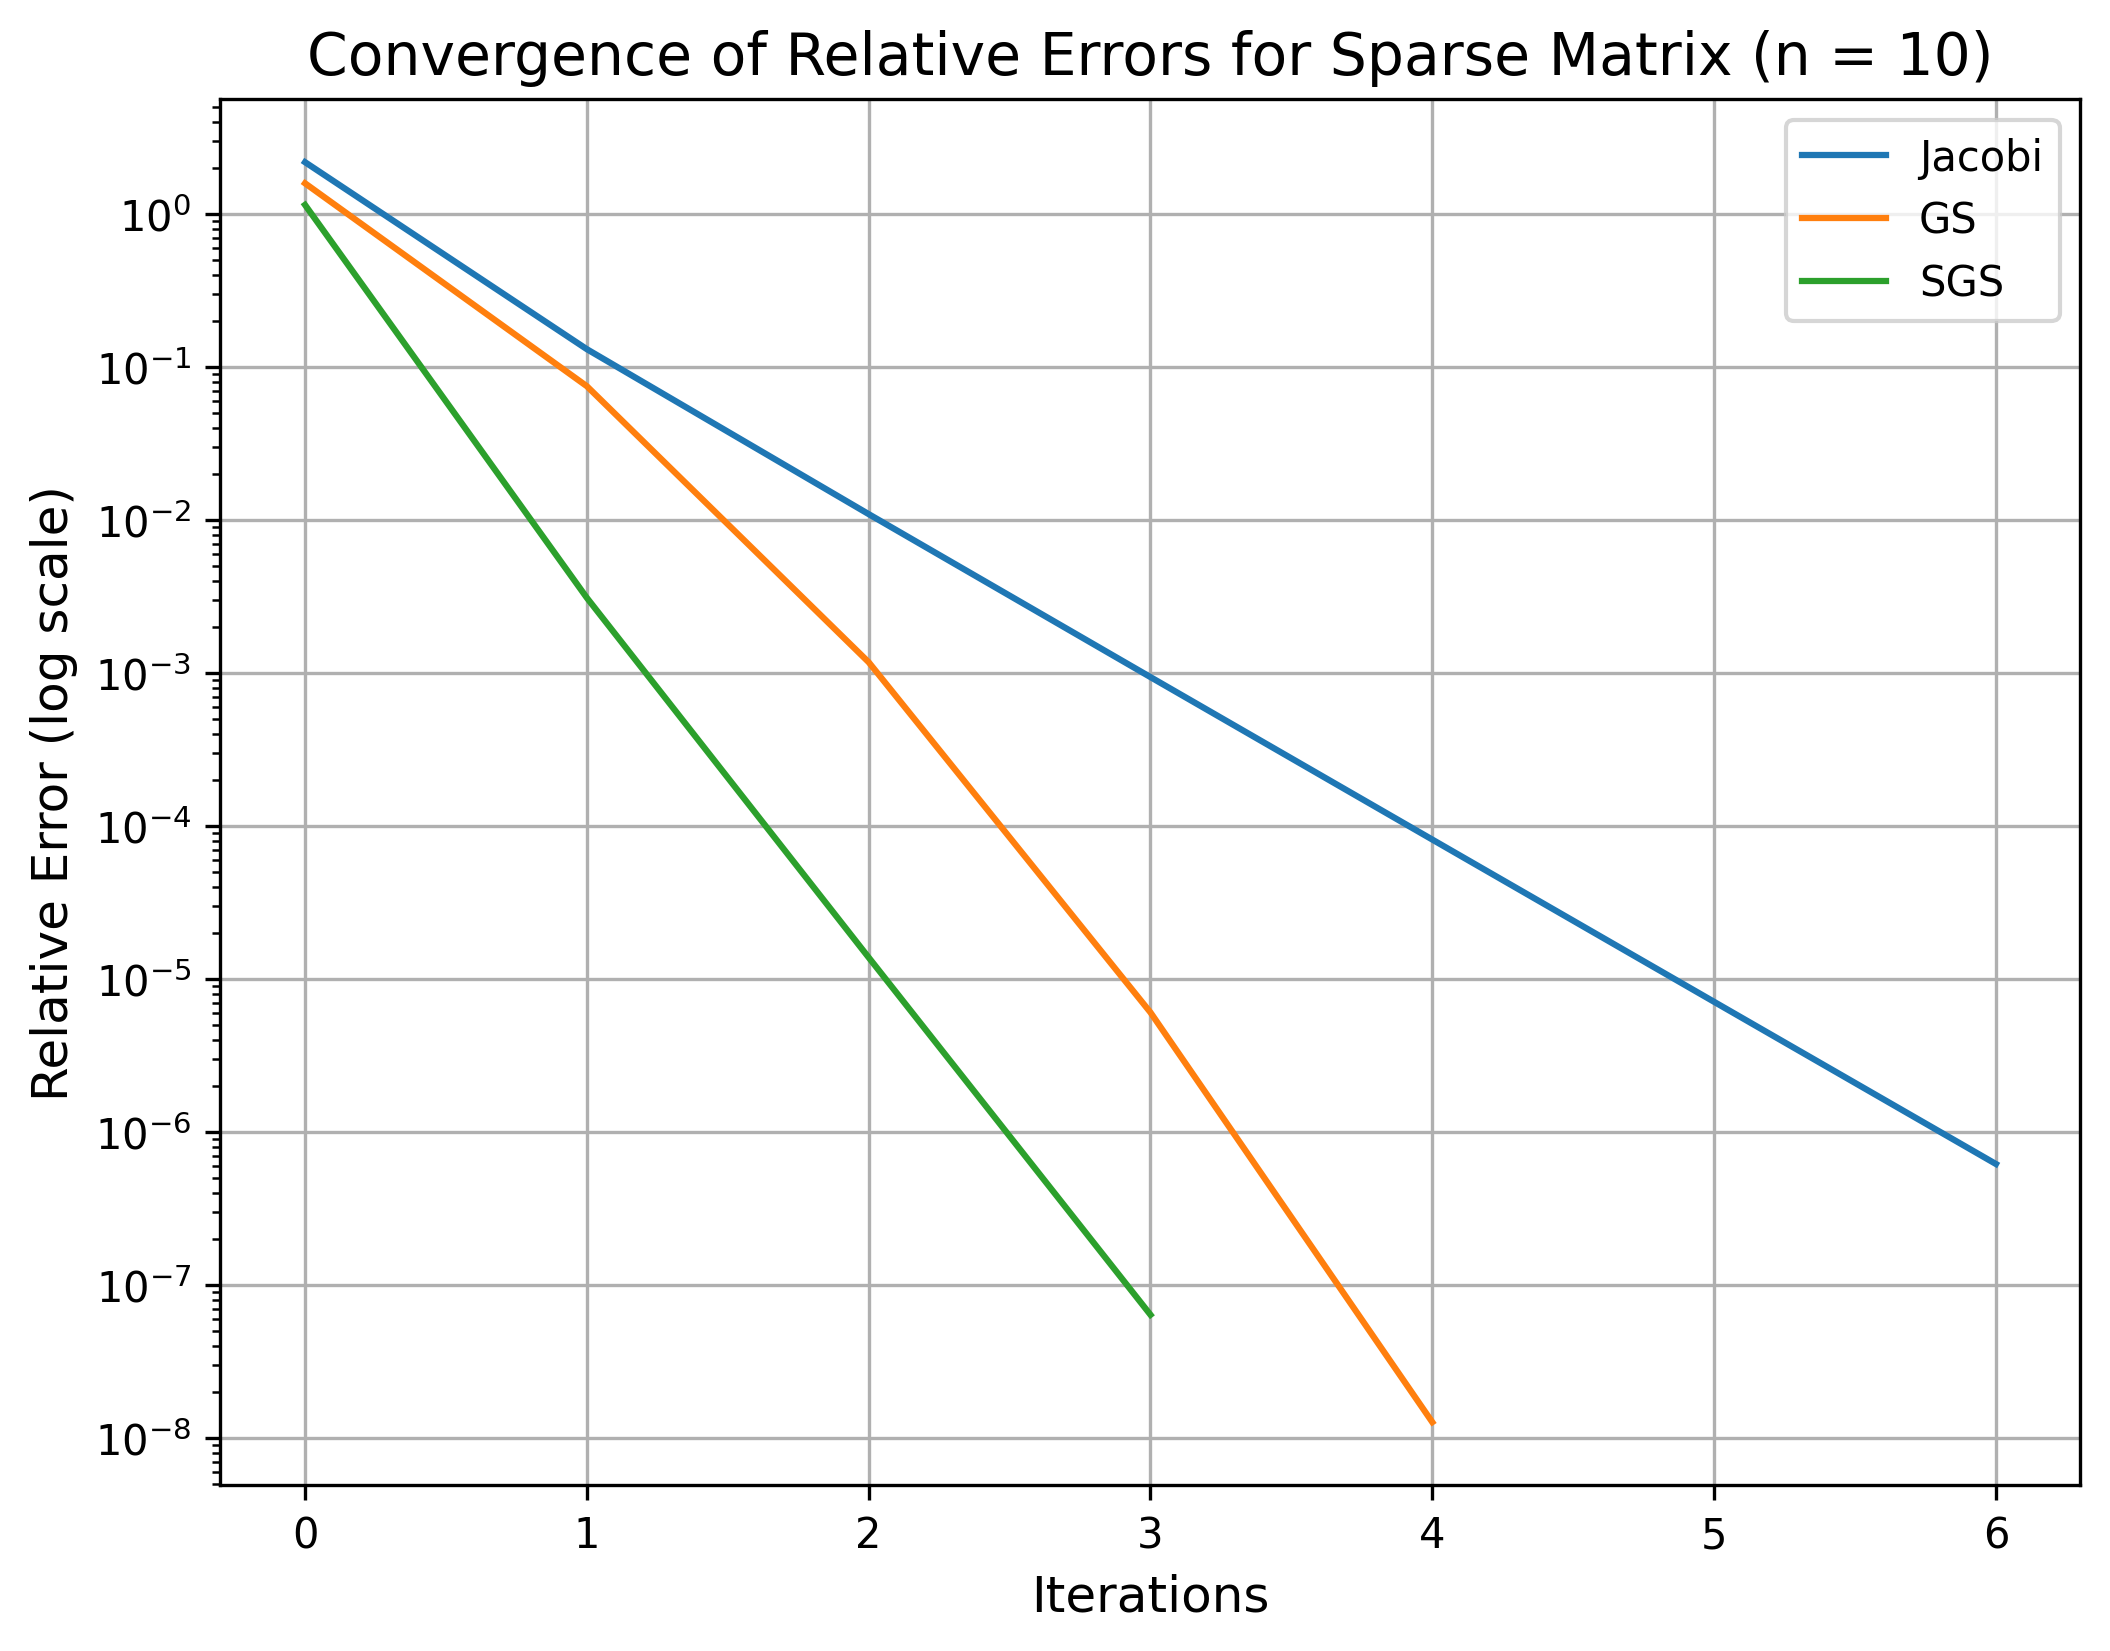 Convergence of Relative Errors for Sparse Matrix (n = 10)
Jacobi
GS
SGS
Relative Error (log scale)
10⁰
10⁻¹
10⁻²
10⁻³
10⁻⁴
10⁻⁵
10⁻⁶
10⁻⁷
10⁻⁸
0 1 2 3 4 5 6
Iterations